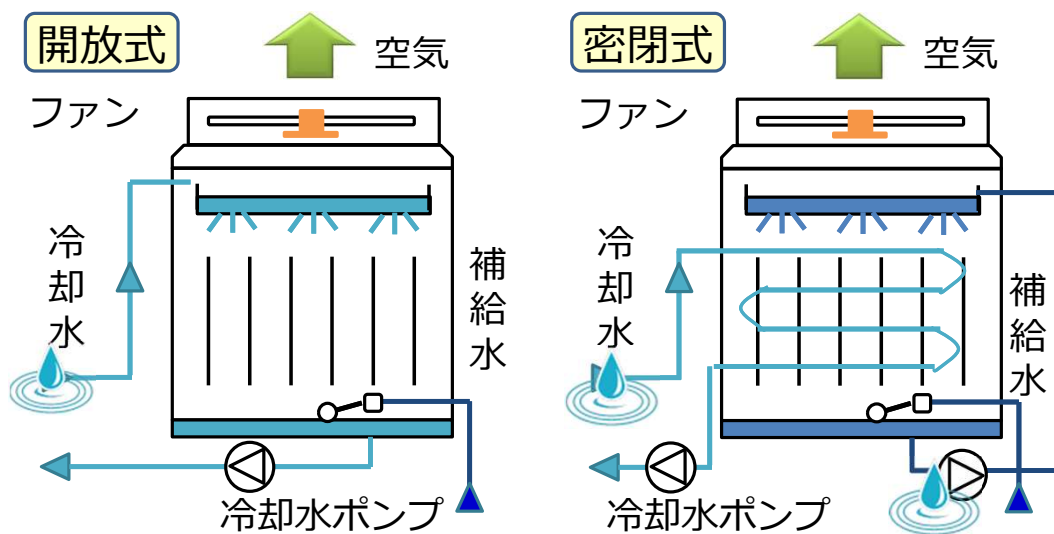 開放式
空気
ファン
冷却水
補給水
冷却水ポンプ
密閉式
空気
ファン
冷却水
補給水
冷却水ポンプ